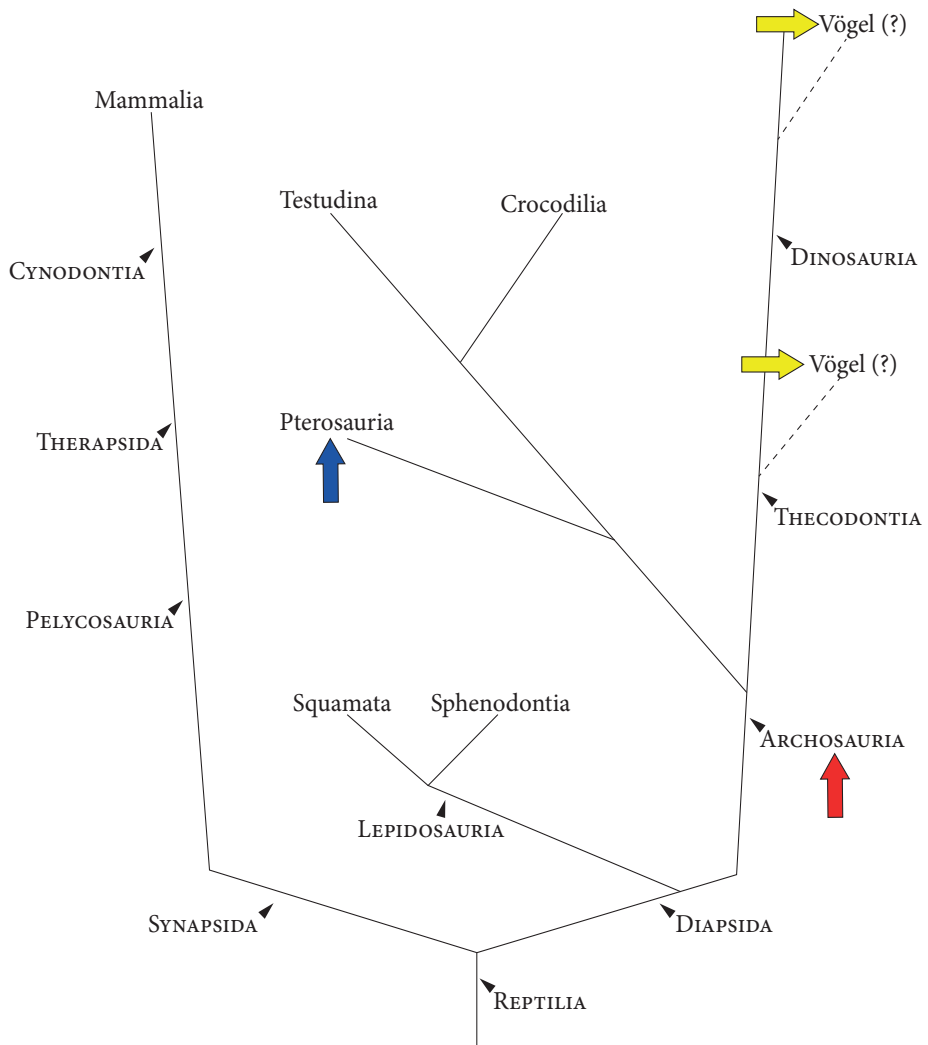 Vögel (?)
Mammalia
Testudina
Crocodilia
DINOSAURIA
CYNODONTIA
Vögel (?)
Pterosauria
THERAPSIDA
THECODONTIA
PELYCOSAURIA
Squamata
Sphenodontia
ARCHOSAURIA
LEPIDOSAURIA
SYNAPSIDA
DIAPSIDA
REPTILIA